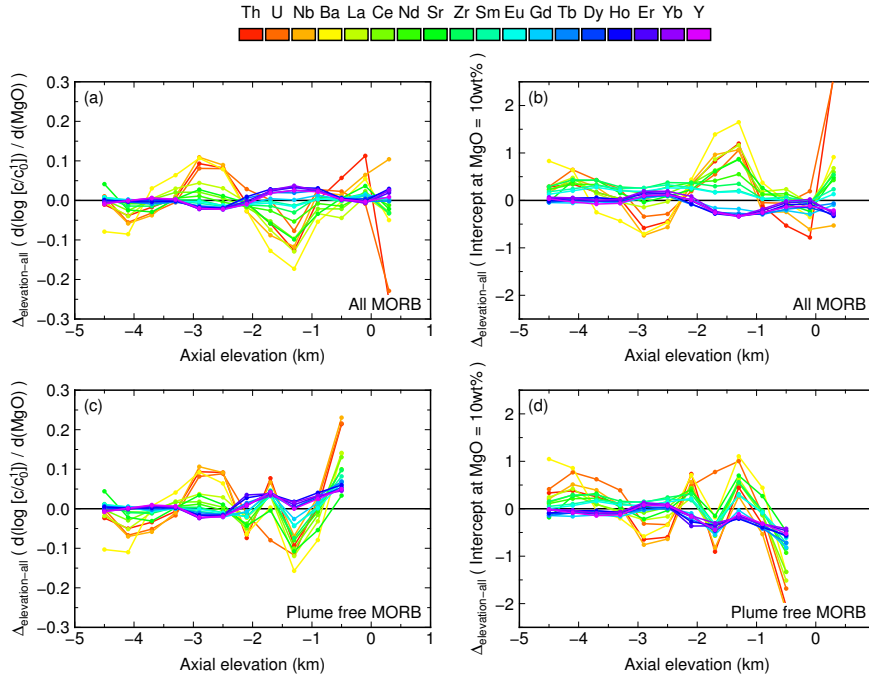 Th U Nb Ba La Ce Nd Sr Zr Sm Eu Gd Tb Dy Ho Er Yb Y
(a)
Δelevation−all ( d(log [c/c₀]) / d(MgO) )
0.3
0.2
0.1
0.0
−0.1
−0.2
−0.3
All MORB
−5 −4 −3 −2 −1 0 1
Axial elevation (km)
(b)
Δelevation−all ( Intercept at MgO = 10wt% )
2
1
0
−1
−2
All MORB
−5 −4 −3 −2 −1 0
Axial elevation (km)
(c)
Δelevation−all ( d(log [c/c₀]) / d(MgO) )
0.3
0.2
0.1
0.0
−0.1
−0.2
−0.3
Plume free MORB
−5 −4 −3 −2 −1 0 1
Axial elevation (km)
(d)
Δelevation−all ( Intercept at MgO = 10wt% )
2
1
0
−1
−2
Plume free MORB
−5 −4 −3 −2 −1 0
Axial elevation (km)